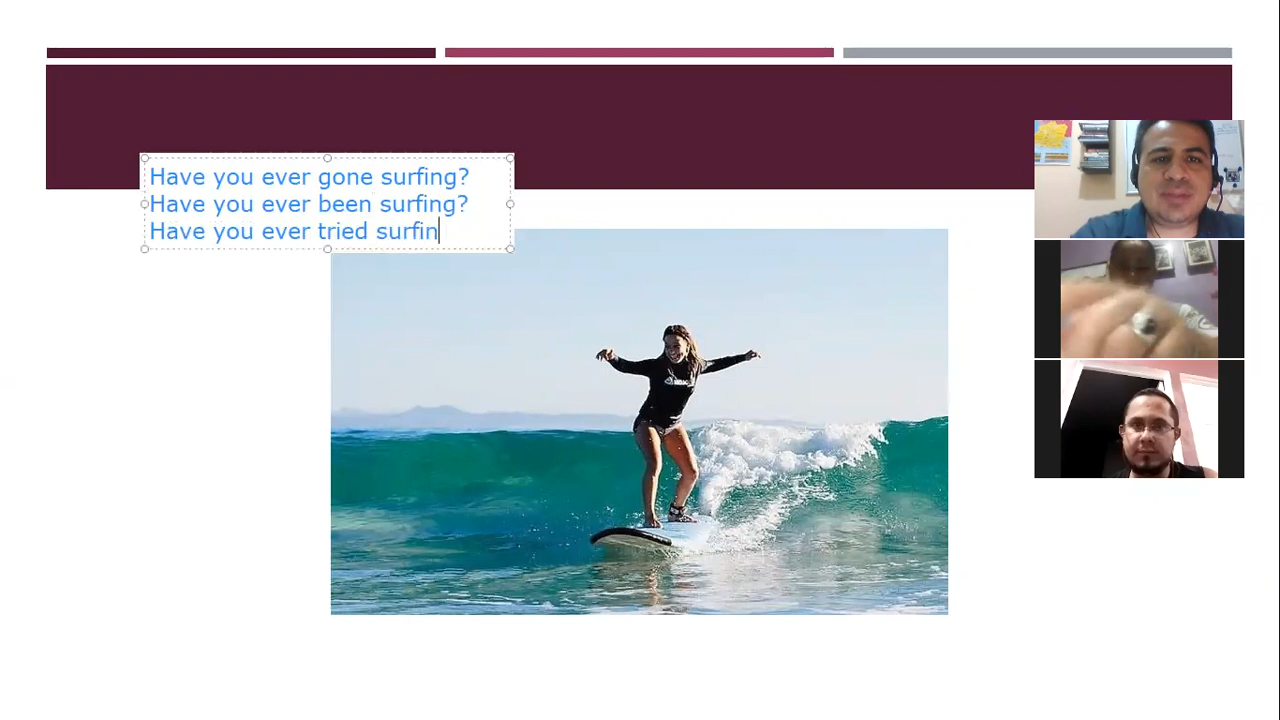 Have you ever gone surfing?
Have you ever been surfing?
Have you ever tried surfin